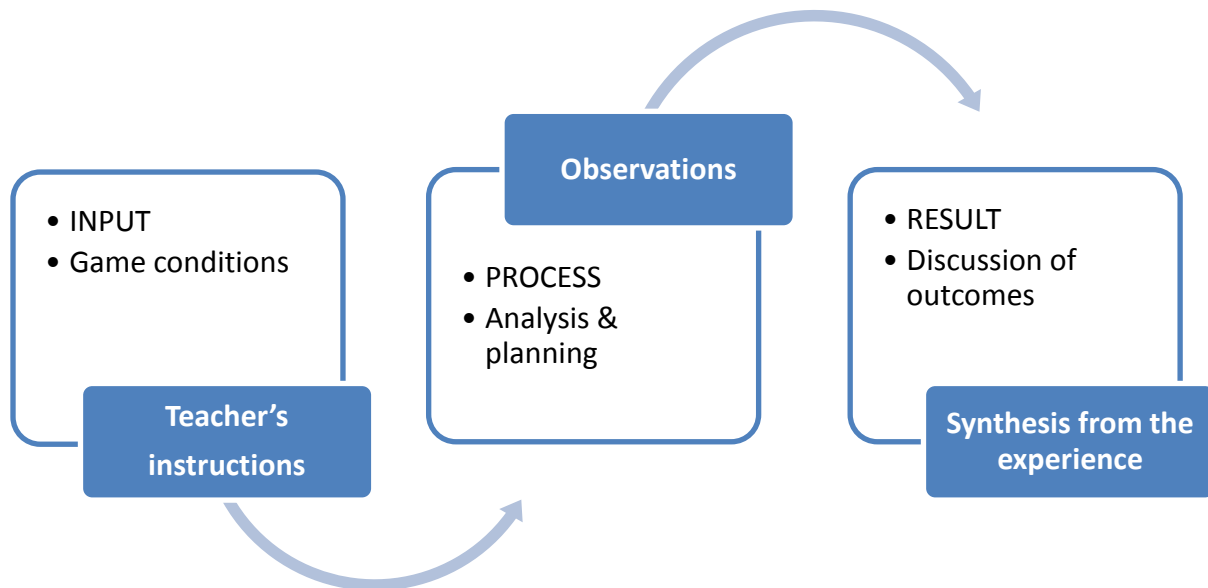 • INPUT
• Game conditions
Teacher’s
instructions
Observations
• PROCESS
• Analysis &
planning
• RESULT
• Discussion of
outcomes
Synthesis from the
experience